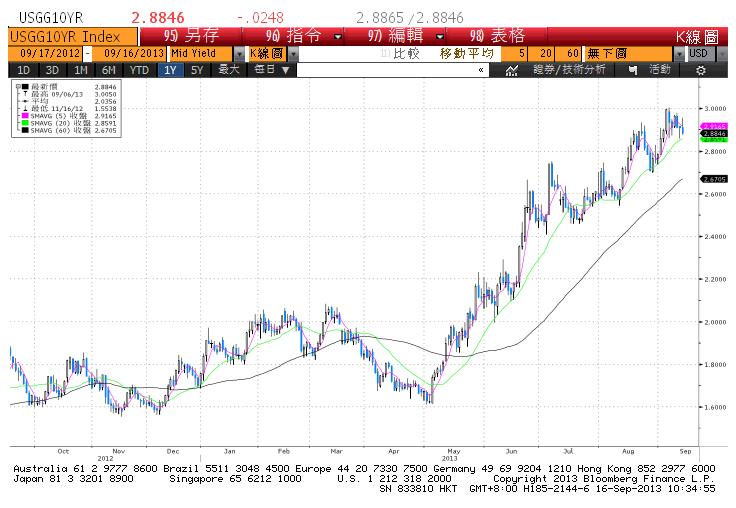 USGG10YR 2.8846 -.0248 2.8865/2.8846
USGG10YR Index 95) 另存 96) 指令 97) 編輯 98) 表格 K線圖
09/17/2012 - 09/16/2013 Mid Yield K線圖 比較 移動平均 5 20 60 無下圖 USD
1D 3D 1M 6M YTD 1Y 5Y 最大 每日 ▼ « 證券/技術分析 活動
最新價 2.8846
最高 09/06/13 3.0050
平均 2.0356
最低 11/16/12 1.5538
SMAVG (5) 收盤 2.9165
SMAVG (20) 收盤 2.8591
SMAVG (60) 收盤 2.6705
3.0000
2.9165
2.8846
2.8591
2.8000
2.6705
2.6000
2.4000
2.2000
2.0000
1.8000
1.6000
Oct Nov Dec Jan Feb Mar Apr May Jun Jul Aug Sep
2012 2013
Australia 61 2 9777 8600 Brazil 5511 3048 4500 Europe 44 20 7330 7500 Germany 49 69 9204 1210 Hong Kong 852 2977 6000
Japan 81 3 3201 8900 Singapore 65 6212 1000 U.S. 1 212 318 2000 Copyright 2013 Bloomberg Finance L.P.
SN 833810 HKT GMT+8:00 H185-2144-6 16-Sep-2013 10:34:55